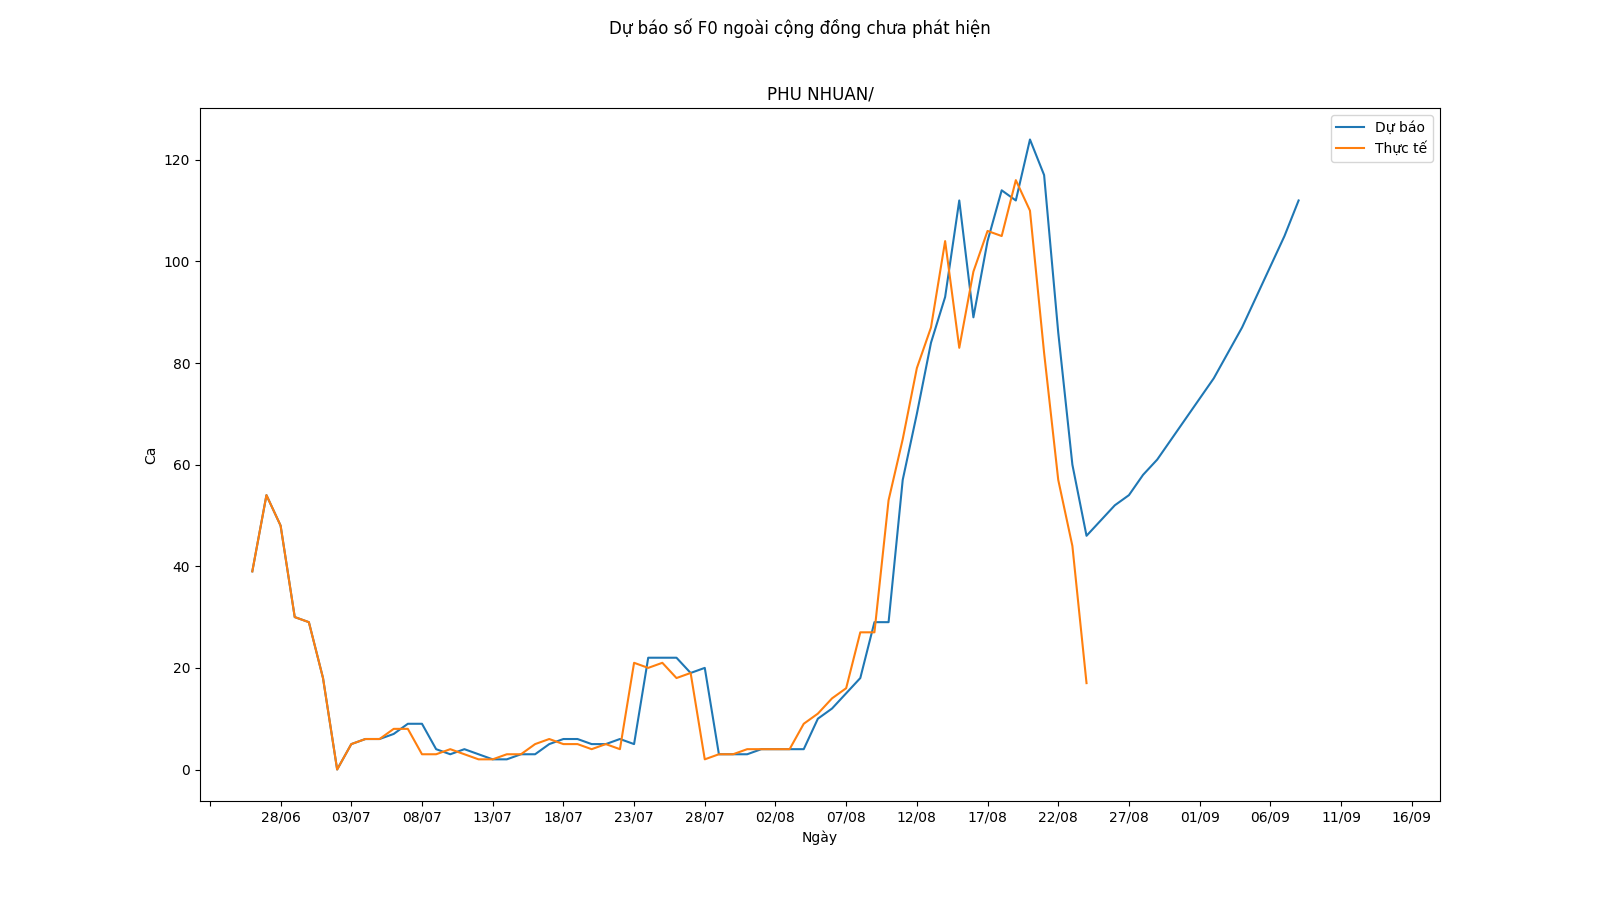 Dự báo số F0 ngoài cộng đồng chưa phát hiện
PHU NHUAN/
Dự báo
Thực tế
120
100
80
60
40
20
0
Ca
28/06 03/07 08/07 13/07 18/07 23/07 28/07 02/08 07/08 12/08 17/08 22/08 27/08 01/09 06/09 11/09 16/09
Ngày